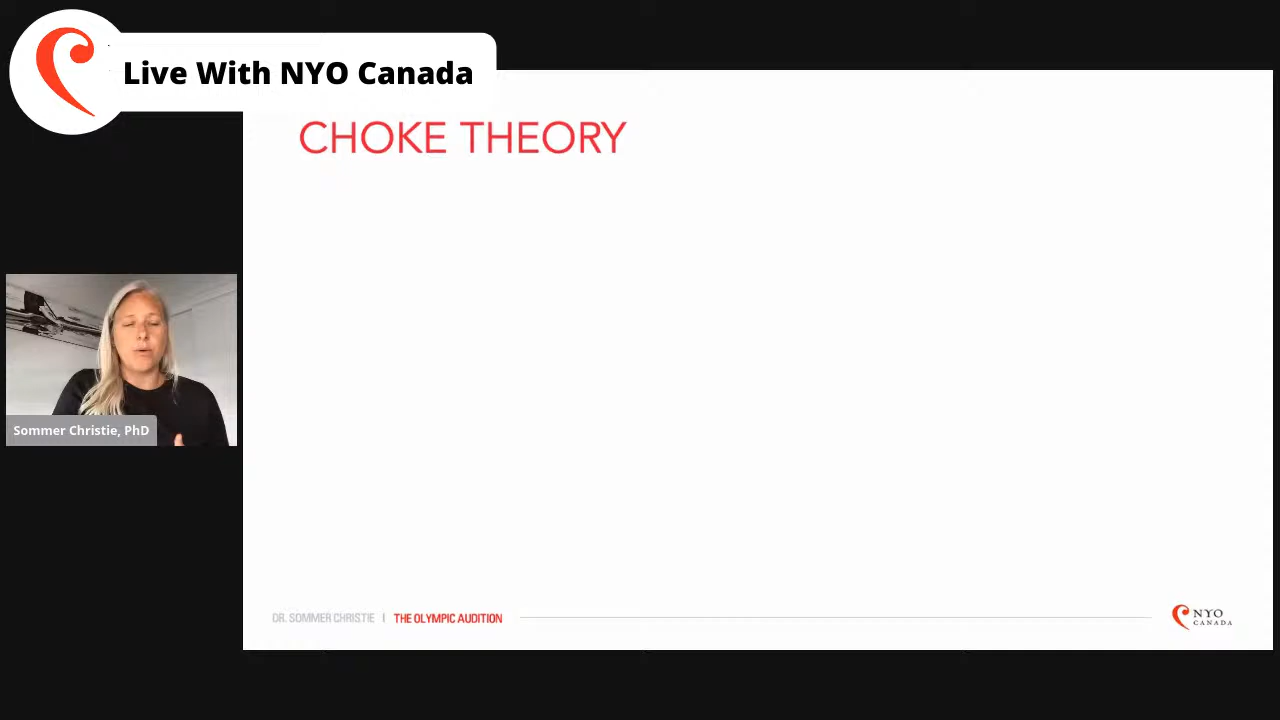 Live With NYO Canada
CHOKE THEORY
Sommer Christie, PhD
DR. SOMMER CHRISTIE | THE OLYMPIC AUDITION
NYO
CANADA